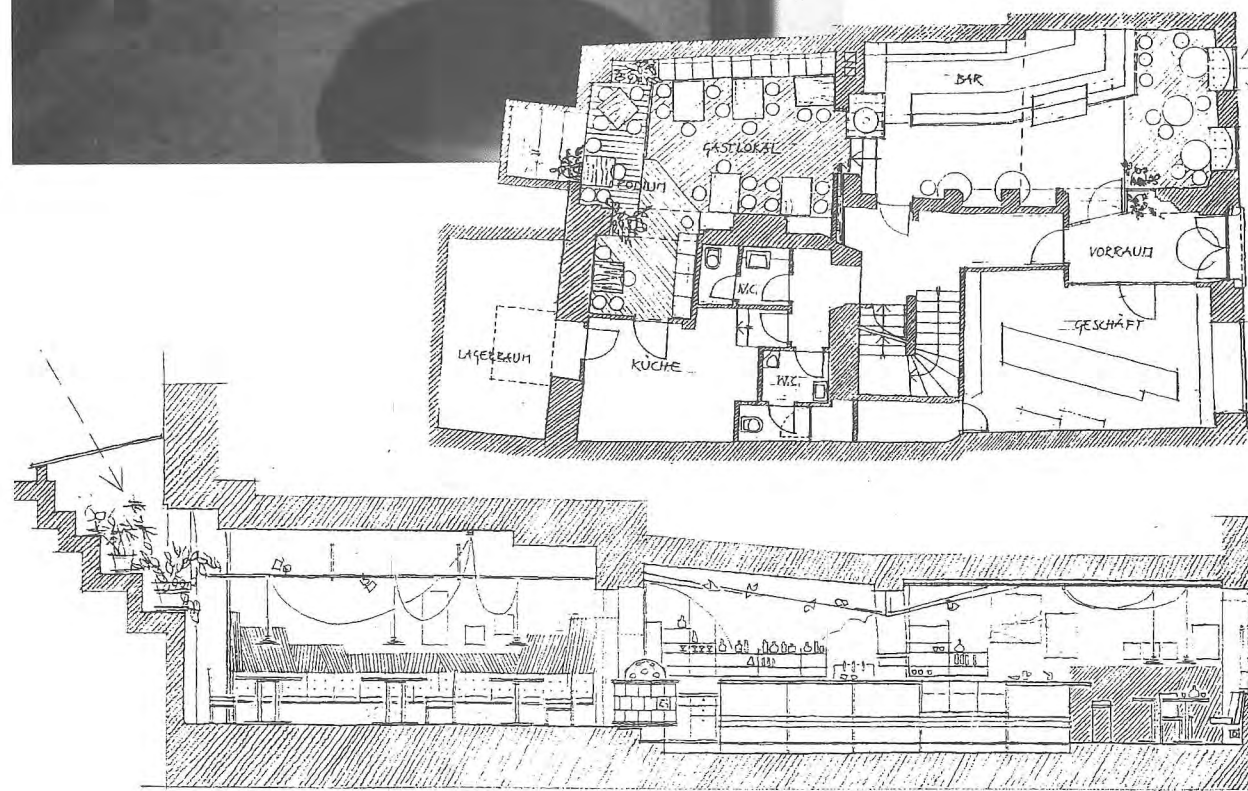 BAR
GASTLOKAL
PODIUM
VORRAUM
W.C.
GESCHÄFT
LAGERRAUM
KÜCHE
W.C.